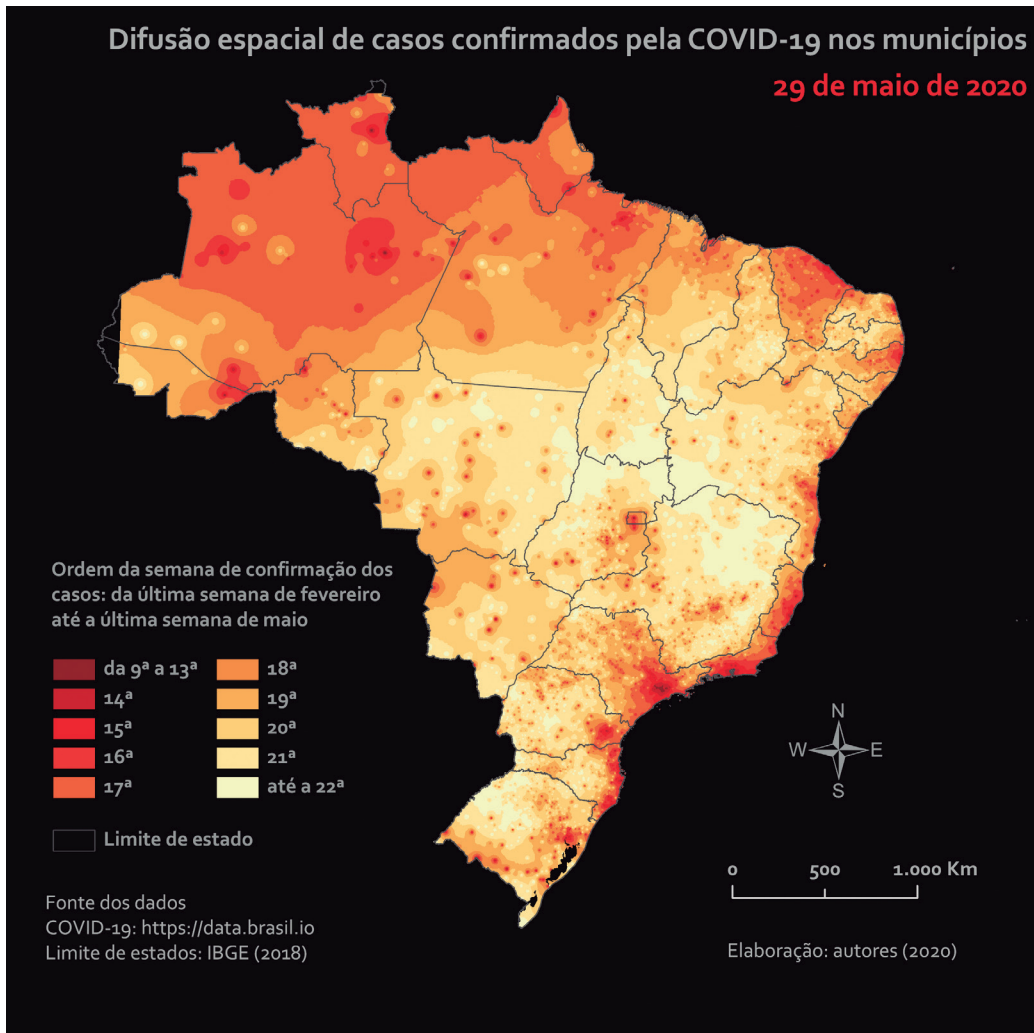 Difusão espacial de casos confirmados pela COVID-19 nos municípios
29 de maio de 2020
Ordem da semana de confirmação dos
casos: da última semana de fevereiro
até a última semana de maio
da 9ª a 13ª
14ª
15ª
16ª
17ª
18ª
19ª
20ª
21ª
até a 22ª
Limite de estado
Fonte dos dados
COVID-19: https://data.brasil.io
Limite de estados: IBGE (2018)
N
W E
S
0 500 1.000 Km
Elaboração: autores (2020)